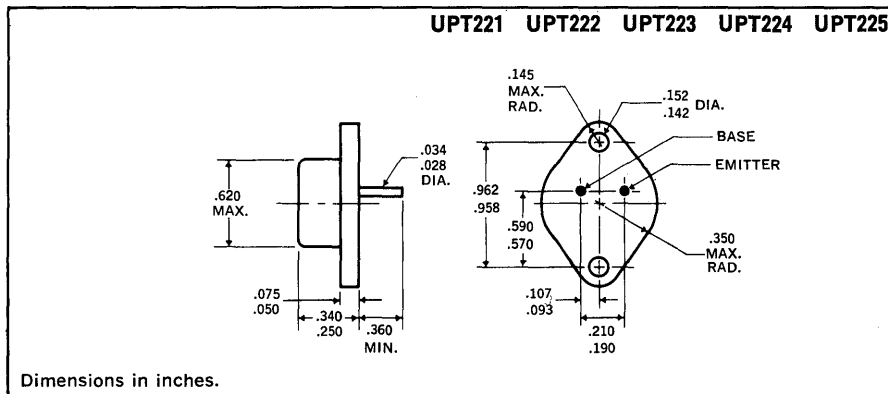 UPT221 UPT222 UPT223 UPT224 UPT225
.145
MAX.
RAD.
.152
.142
DIA.
BASE
EMITTER
.034
.028
DIA.
.620
MAX.
.962
.958
.590
.570
.350
MAX.
RAD.
.075
.050
.340
.250
.360
MIN.
.107
.093
.210
.190
Dimensions in inches.